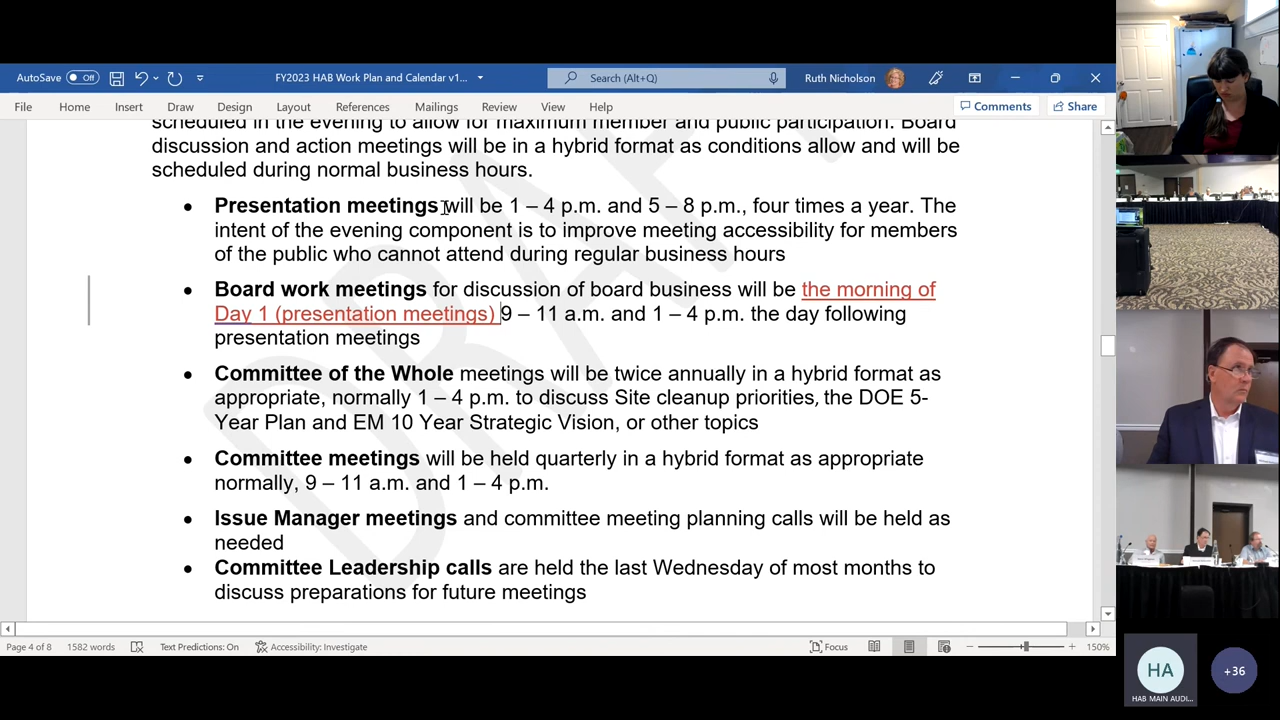 AutoSave Off FY2023 HAB Work Plan and Calendar v1... Search (Alt+Q) Ruth Nicholson
File Home Insert Draw Design Layout References Mailings Review View Help Comments Share
scheduled in the evening to allow for maximum member and public participation. Board
discussion and action meetings will be in a hybrid format as conditions allow and will be
scheduled during normal business hours.
• Presentation meetings will be 1 – 4 p.m. and 5 – 8 p.m., four times a year. The
intent of the evening component is to improve meeting accessibility for members
of the public who cannot attend during regular business hours
• Board work meetings for discussion of board business will be the morning of
Day 1 (presentation meetings) 9 – 11 a.m. and 1 – 4 p.m. the day following
presentation meetings
• Committee of the Whole meetings will be twice annually in a hybrid format as
appropriate, normally 1 – 4 p.m. to discuss Site cleanup priorities, the DOE 5-
Year Plan and EM 10 Year Strategic Vision, or other topics
• Committee meetings will be held quarterly in a hybrid format as appropriate
normally, 9 – 11 a.m. and 1 – 4 p.m.
• Issue Manager meetings and committee meeting planning calls will be held as
needed
• Committee Leadership calls are held the last Wednesday of most months to
discuss preparations for future meetings
DRAFT
Page 4 of 8 1582 words Text Predictions: On Accessibility: Investigate Focus 150%
HA
HAB MAIN AUDI...
+36